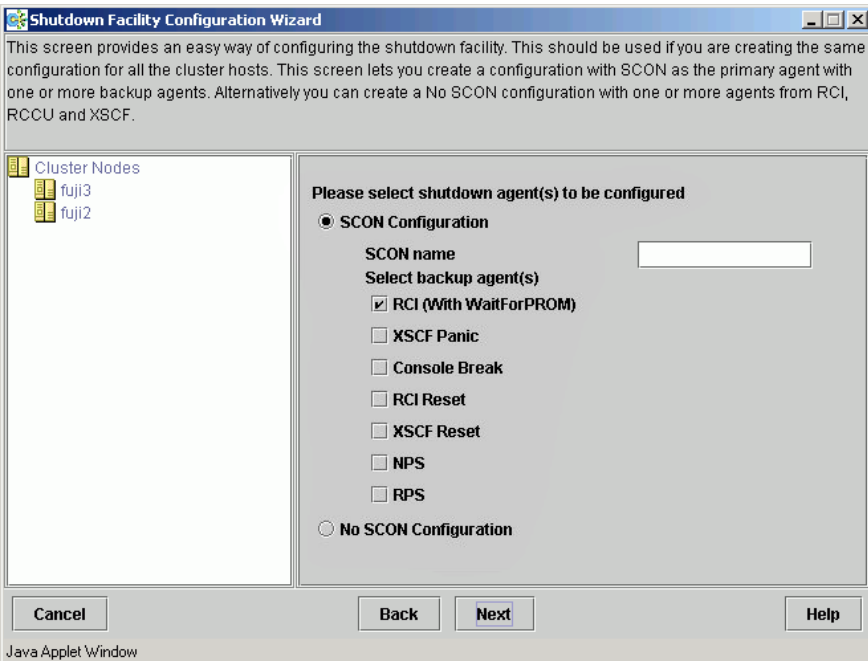 Shutdown Facility Configuration Wizard
This screen provides an easy way of configuring the shutdown facility. This should be used if you are creating the same
configuration for all the cluster hosts. This screen lets you create a configuration with SCON as the primary agent with
one or more backup agents. Alternatively you can create a No SCON configuration with one or more agents from RCI,
RCCU and XSCF.
Cluster Nodes
fuji3
fuji2
Please select shutdown agent(s) to be configured
SCON Configuration
SCON name
Select backup agent(s)
RCI (With WaitForPROM)
XSCF Panic
Console Break
RCI Reset
XSCF Reset
NPS
RPS
No SCON Configuration
Cancel
Back
Next
Help
Java Applet Window